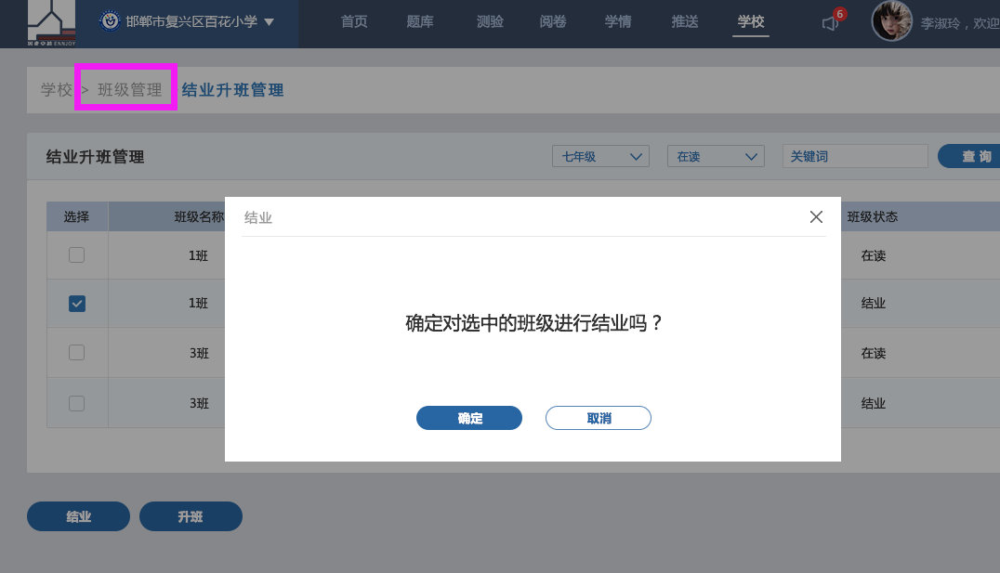 邯郸市复兴区百花小学 首页 题库 测验 阅卷 学情 推送 学校 6 李淑玲，欢迎
学校 > 班级管理 结业升班管理
结业升班管理 七年级 在读 关键词 查 询
选择 班级名称 班级状态
1班 在读
1班 结业
3班 在读
3班 结业
结业
确定对选中的班级进行结业吗？
确定 取消
结业 升班